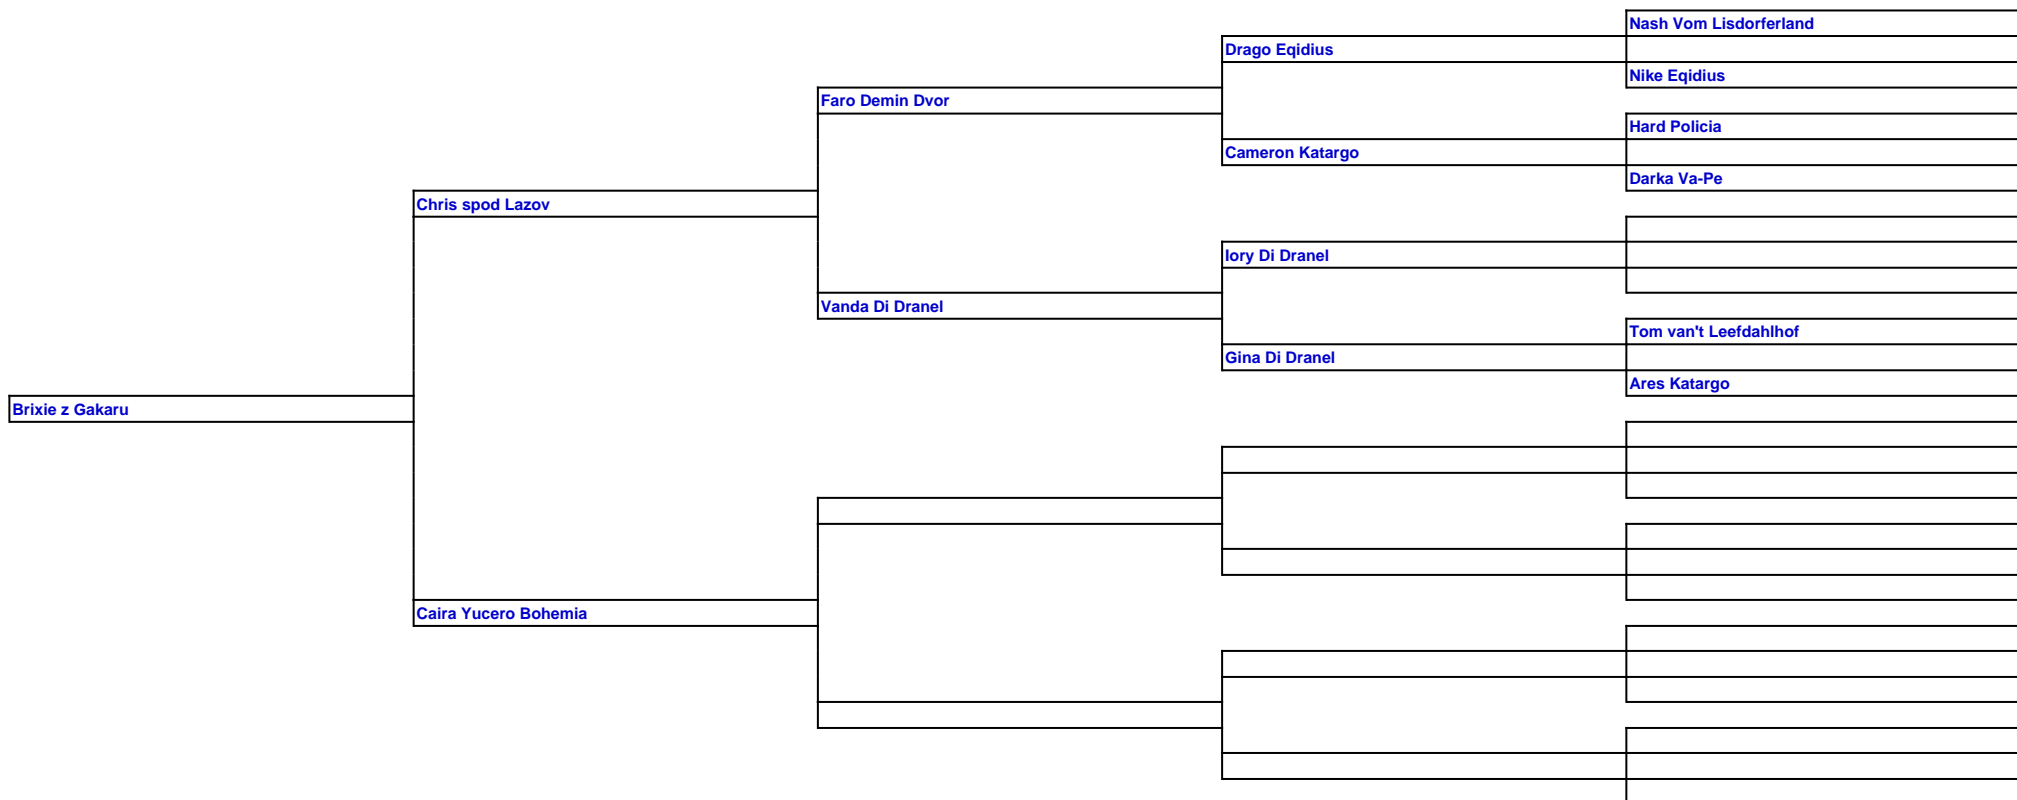 Nash Vom Lisdorferland
Drago Eqidius
Nike Eqidius
Faro Demin Dvor
Hard Policia
Cameron Katargo
Darka Va-Pe
Chris spod Lazov
Iory Di Dranel
Vanda Di Dranel
Tom van't Leefdahlhof
Gina Di Dranel
Ares Katargo
Brixie z Gakaru
Caira Yucero Bohemia